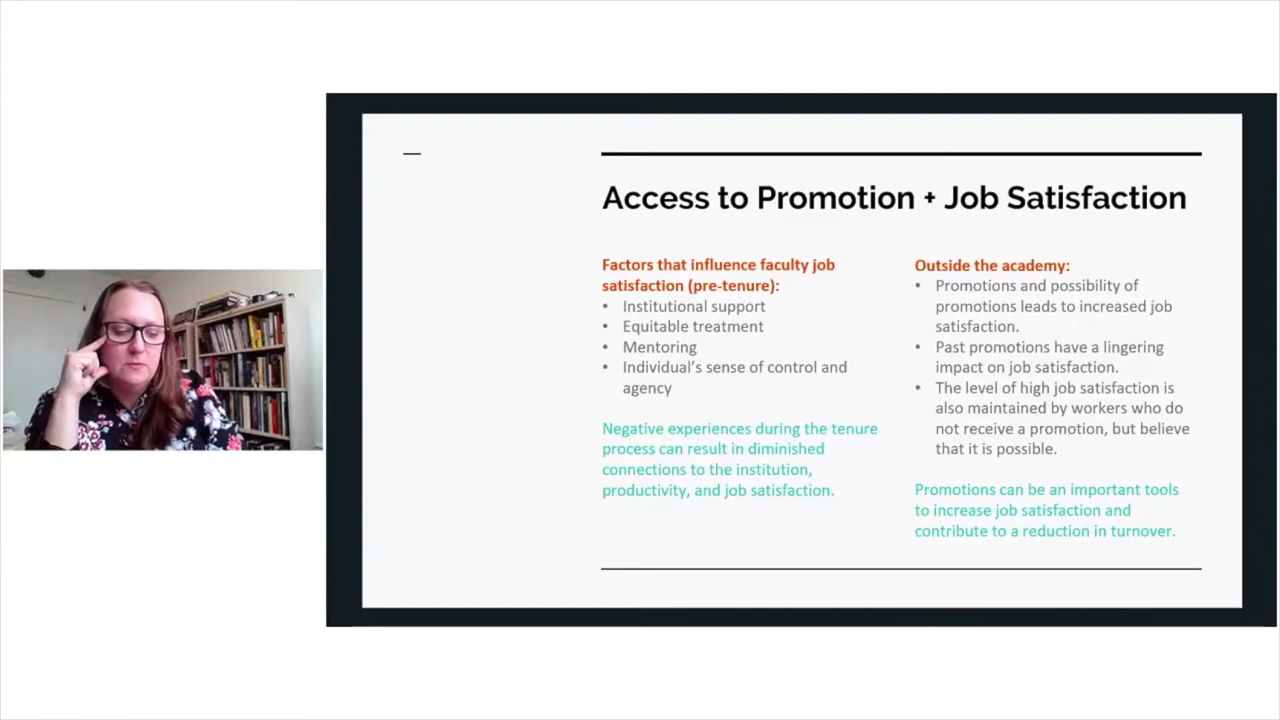 Access to Promotion + Job Satisfaction
Factors that influence faculty job
satisfaction (pre-tenure):
• Institutional support
• Equitable treatment
• Mentoring
• Individual's sense of control and
agency
Negative experiences during the tenure
process can result in diminished
connections to the institution,
productivity, and job satisfaction.
Outside the academy:
• Promotions and possibility of
promotions leads to increased job
satisfaction.
• Past promotions have a lingering
impact on job satisfaction.
• The level of high job satisfaction is
also maintained by workers who do
not receive a promotion, but believe
that it is possible.
Promotions can be an important tools
to increase job satisfaction and
contribute to a reduction in turnover.